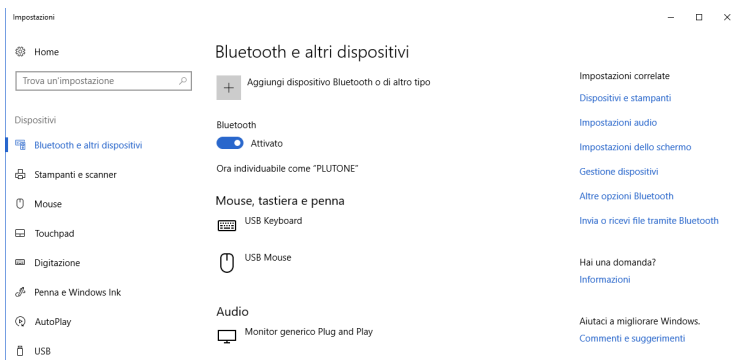 Impostazioni
Home
Trova un'impostazione
Dispositivi
Bluetooth e altri dispositivi
Stampanti e scanner
Mouse
Touchpad
Digitazione
Penna e Windows Ink
AutoPlay
USB
Bluetooth e altri dispositivi
Aggiungi dispositivo Bluetooth o di altro tipo
Bluetooth
Attivato
Ora individuabile come "PLUTONE"
Mouse, tastiera e penna
USB Keyboard
USB Mouse
Audio
Monitor generico Plug and Play
Impostazioni correlate
Dispositivi e stampanti
Impostazioni audio
Impostazioni dello schermo
Gestione dispositivi
Altre opzioni Bluetooth
Invia o ricevi file tramite Bluetooth
Hai una domanda?
Informazioni
Aiutaci a migliorare Windows.
Commenti e suggerimenti